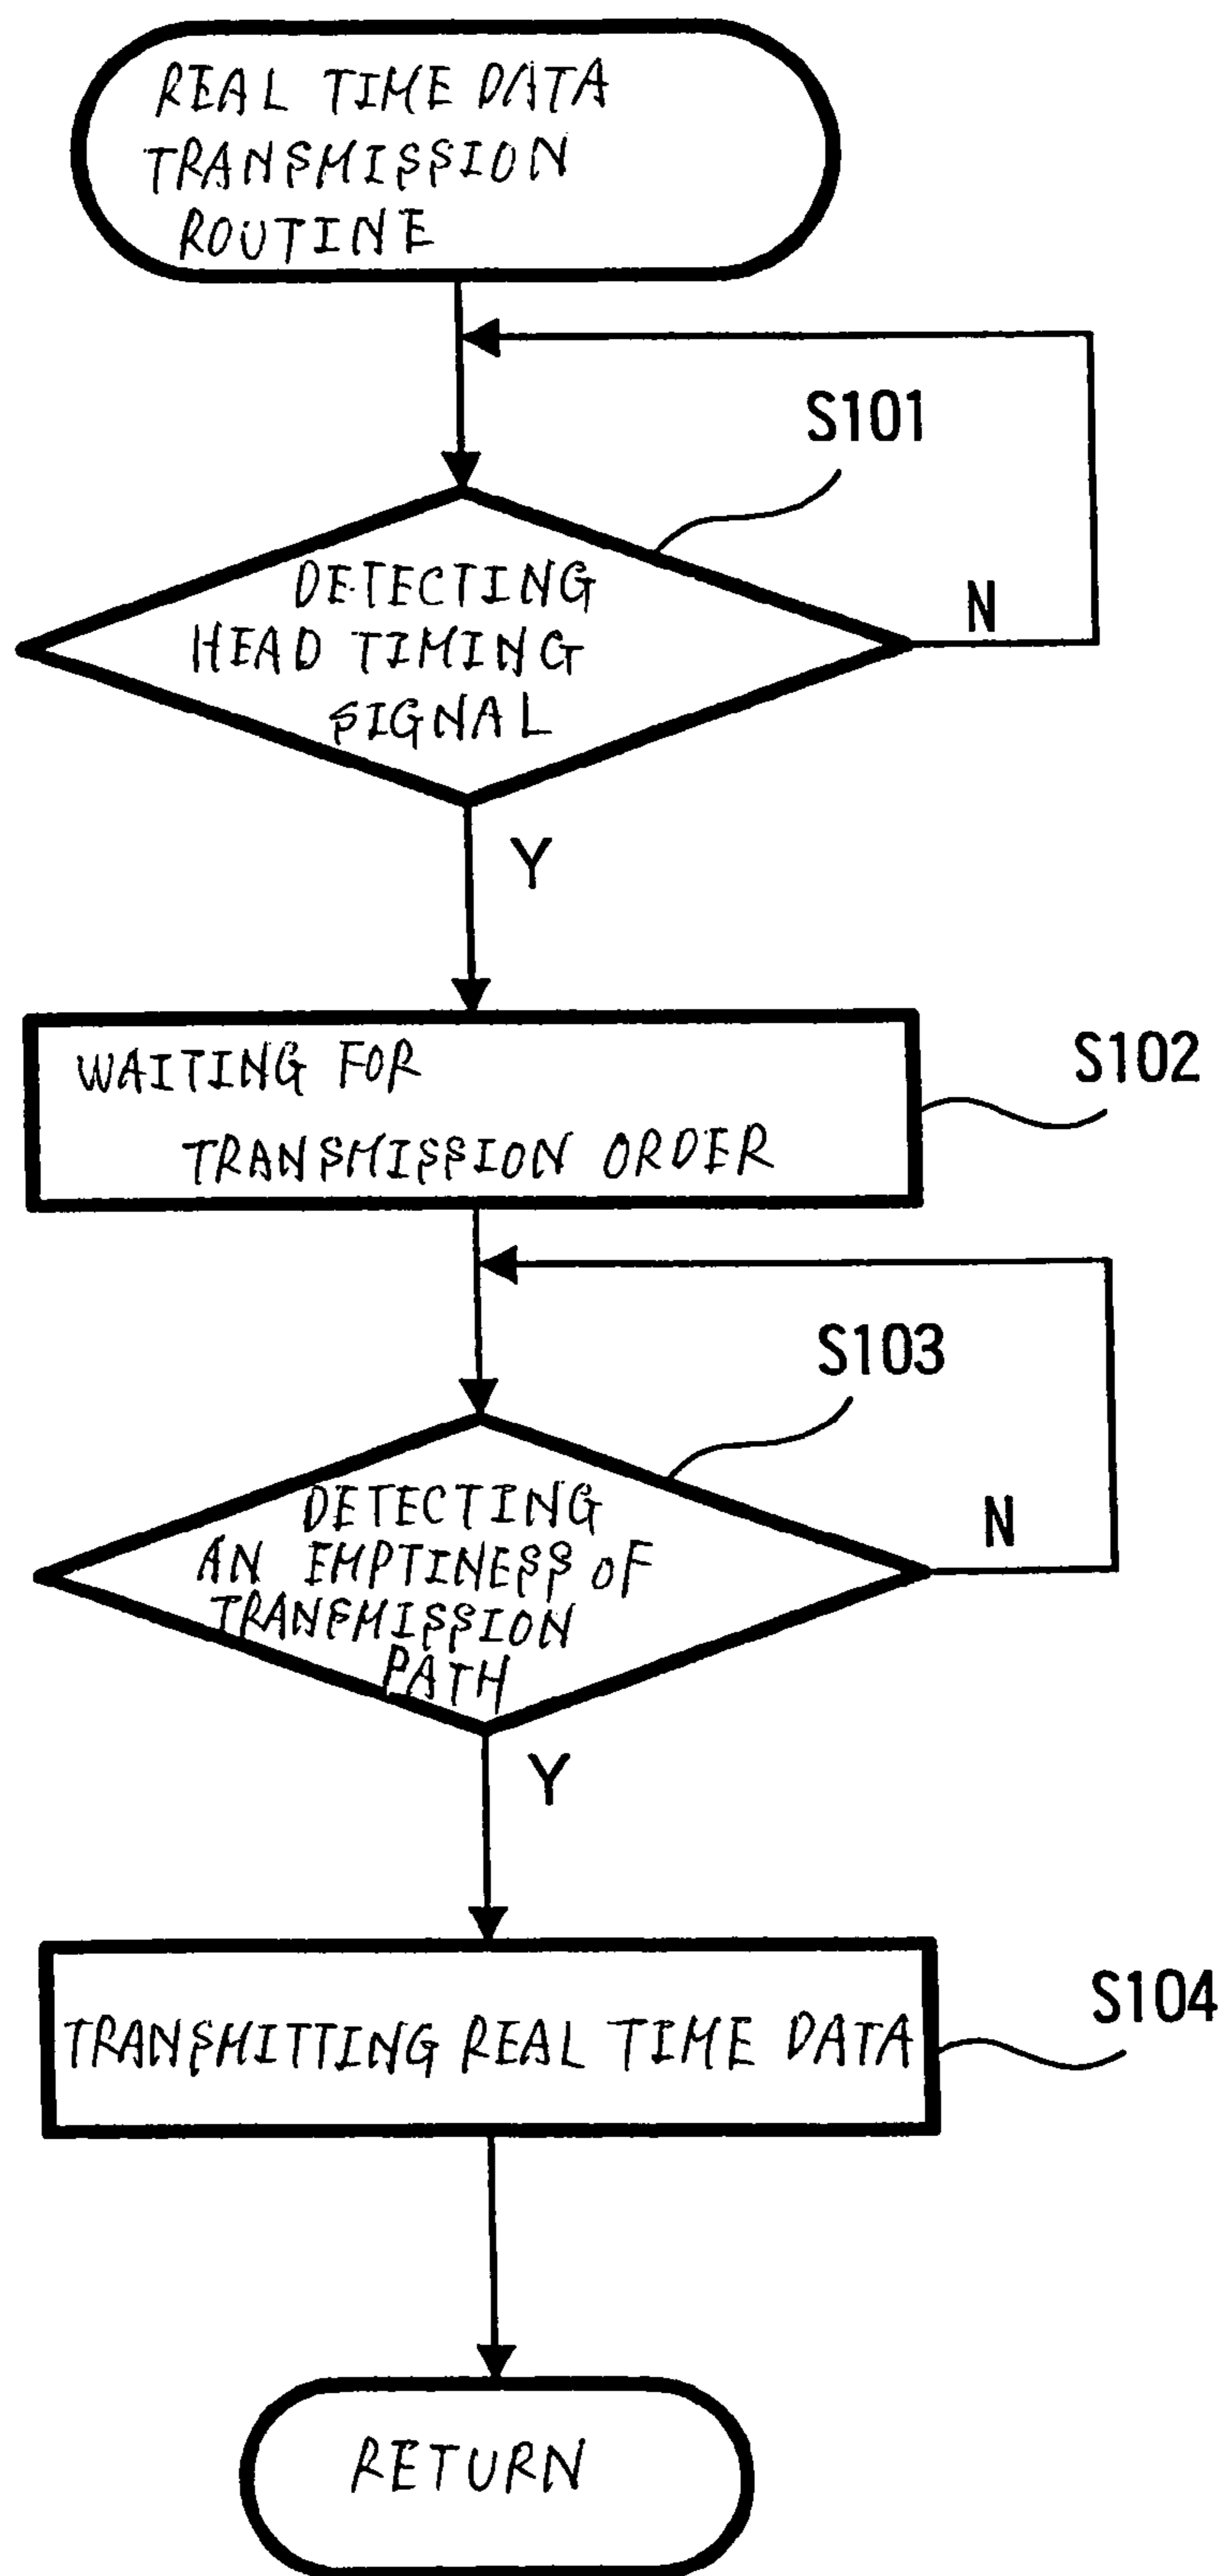 REAL TIME DATA
TRANSMISSION
ROUTINE
S101
DETECTING
HEAD TIMING
SIGNAL
N
Y
WAITING FOR
TRANSMISSION ORDER
S102
S103
DETECTING
AN EMPTINESS OF
TRANSMISSION
PATH
N
Y
TRANSMITTING REAL TIME DATA
S104
RETURN